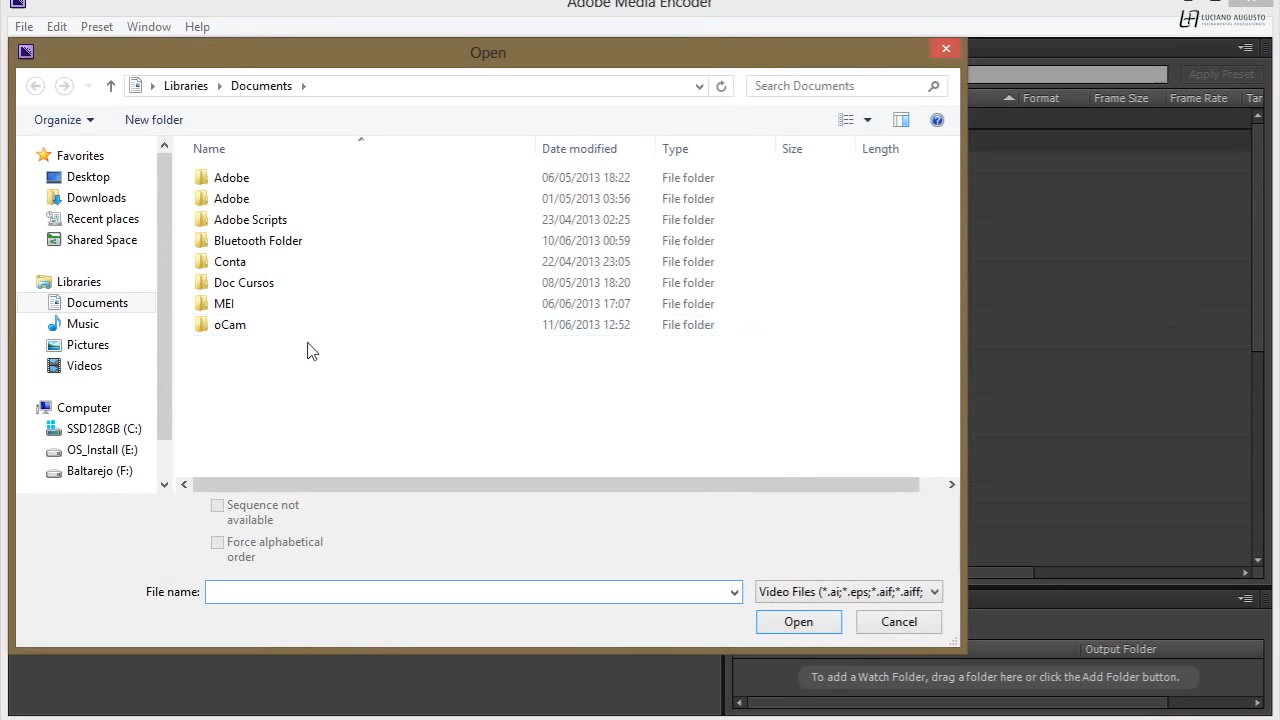 Adobe Media Encoder
LUCIANO AUGUSTO
File Edit Preset Window Help
Open
Libraries Documents
Search Documents
Apply Preset
Format Frame Size Frame Rate Tar
Organize New folder
Name Date modified Type Size Length
Favorites
Desktop
Downloads
Recent places
Shared Space
Libraries
Documents
Music
Pictures
Videos
Computer
SSD128GB (C:)
OS_Install (E:)
Baltarejo (F:)
Adobe 06/05/2013 18:22 File folder
Adobe 01/05/2013 03:56 File folder
Adobe Scripts 23/04/2013 02:25 File folder
Bluetooth Folder 10/06/2013 00:59 File folder
Conta 22/04/2013 23:05 File folder
Doc Cursos 08/05/2013 18:20 File folder
MEI 06/06/2013 17:07 File folder
oCam 11/06/2013 12:52 File folder
Sequence not
available
Force alphabetical
order
File name:
Video Files (*.ai;*.eps;*.aif;*.aiff;
Open Cancel
Output Folder
To add a Watch Folder, drag a folder here or click the Add Folder button.